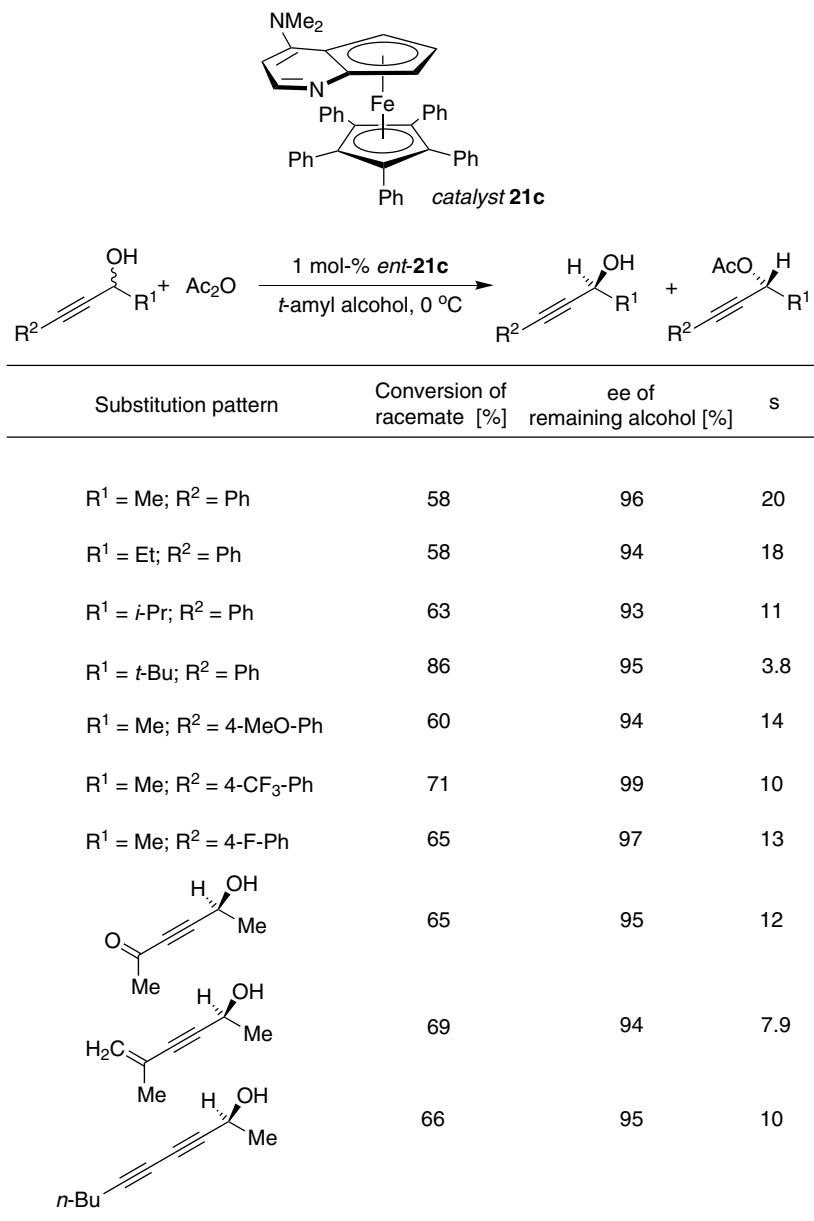 NMe2
N
Fe
Ph Ph
Ph Ph
Ph
catalyst 21c
OH
R1
R2
+ Ac2O
1 mol-% ent-21c
t-amyl alcohol, 0 °C
H OH
R1
R2
+
AcO H
R1
R2
Substitution pattern
Conversion of racemate [%]
ee of remaining alcohol [%]
s
R1 = Me; R2 = Ph 58 96 20
R1 = Et; R2 = Ph 58 94 18
R1 = i-Pr; R2 = Ph 63 93 11
R1 = t-Bu; R2 = Ph 86 95 3.8
R1 = Me; R2 = 4-MeO-Ph 60 94 14
R1 = Me; R2 = 4-CF3-Ph 71 99 10
R1 = Me; R2 = 4-F-Ph 65 97 13
H OH
Me
O
Me
65 95 12
H OH
Me
H2C
Me
69 94 7.9
H OH
Me
n-Bu
66 95 10